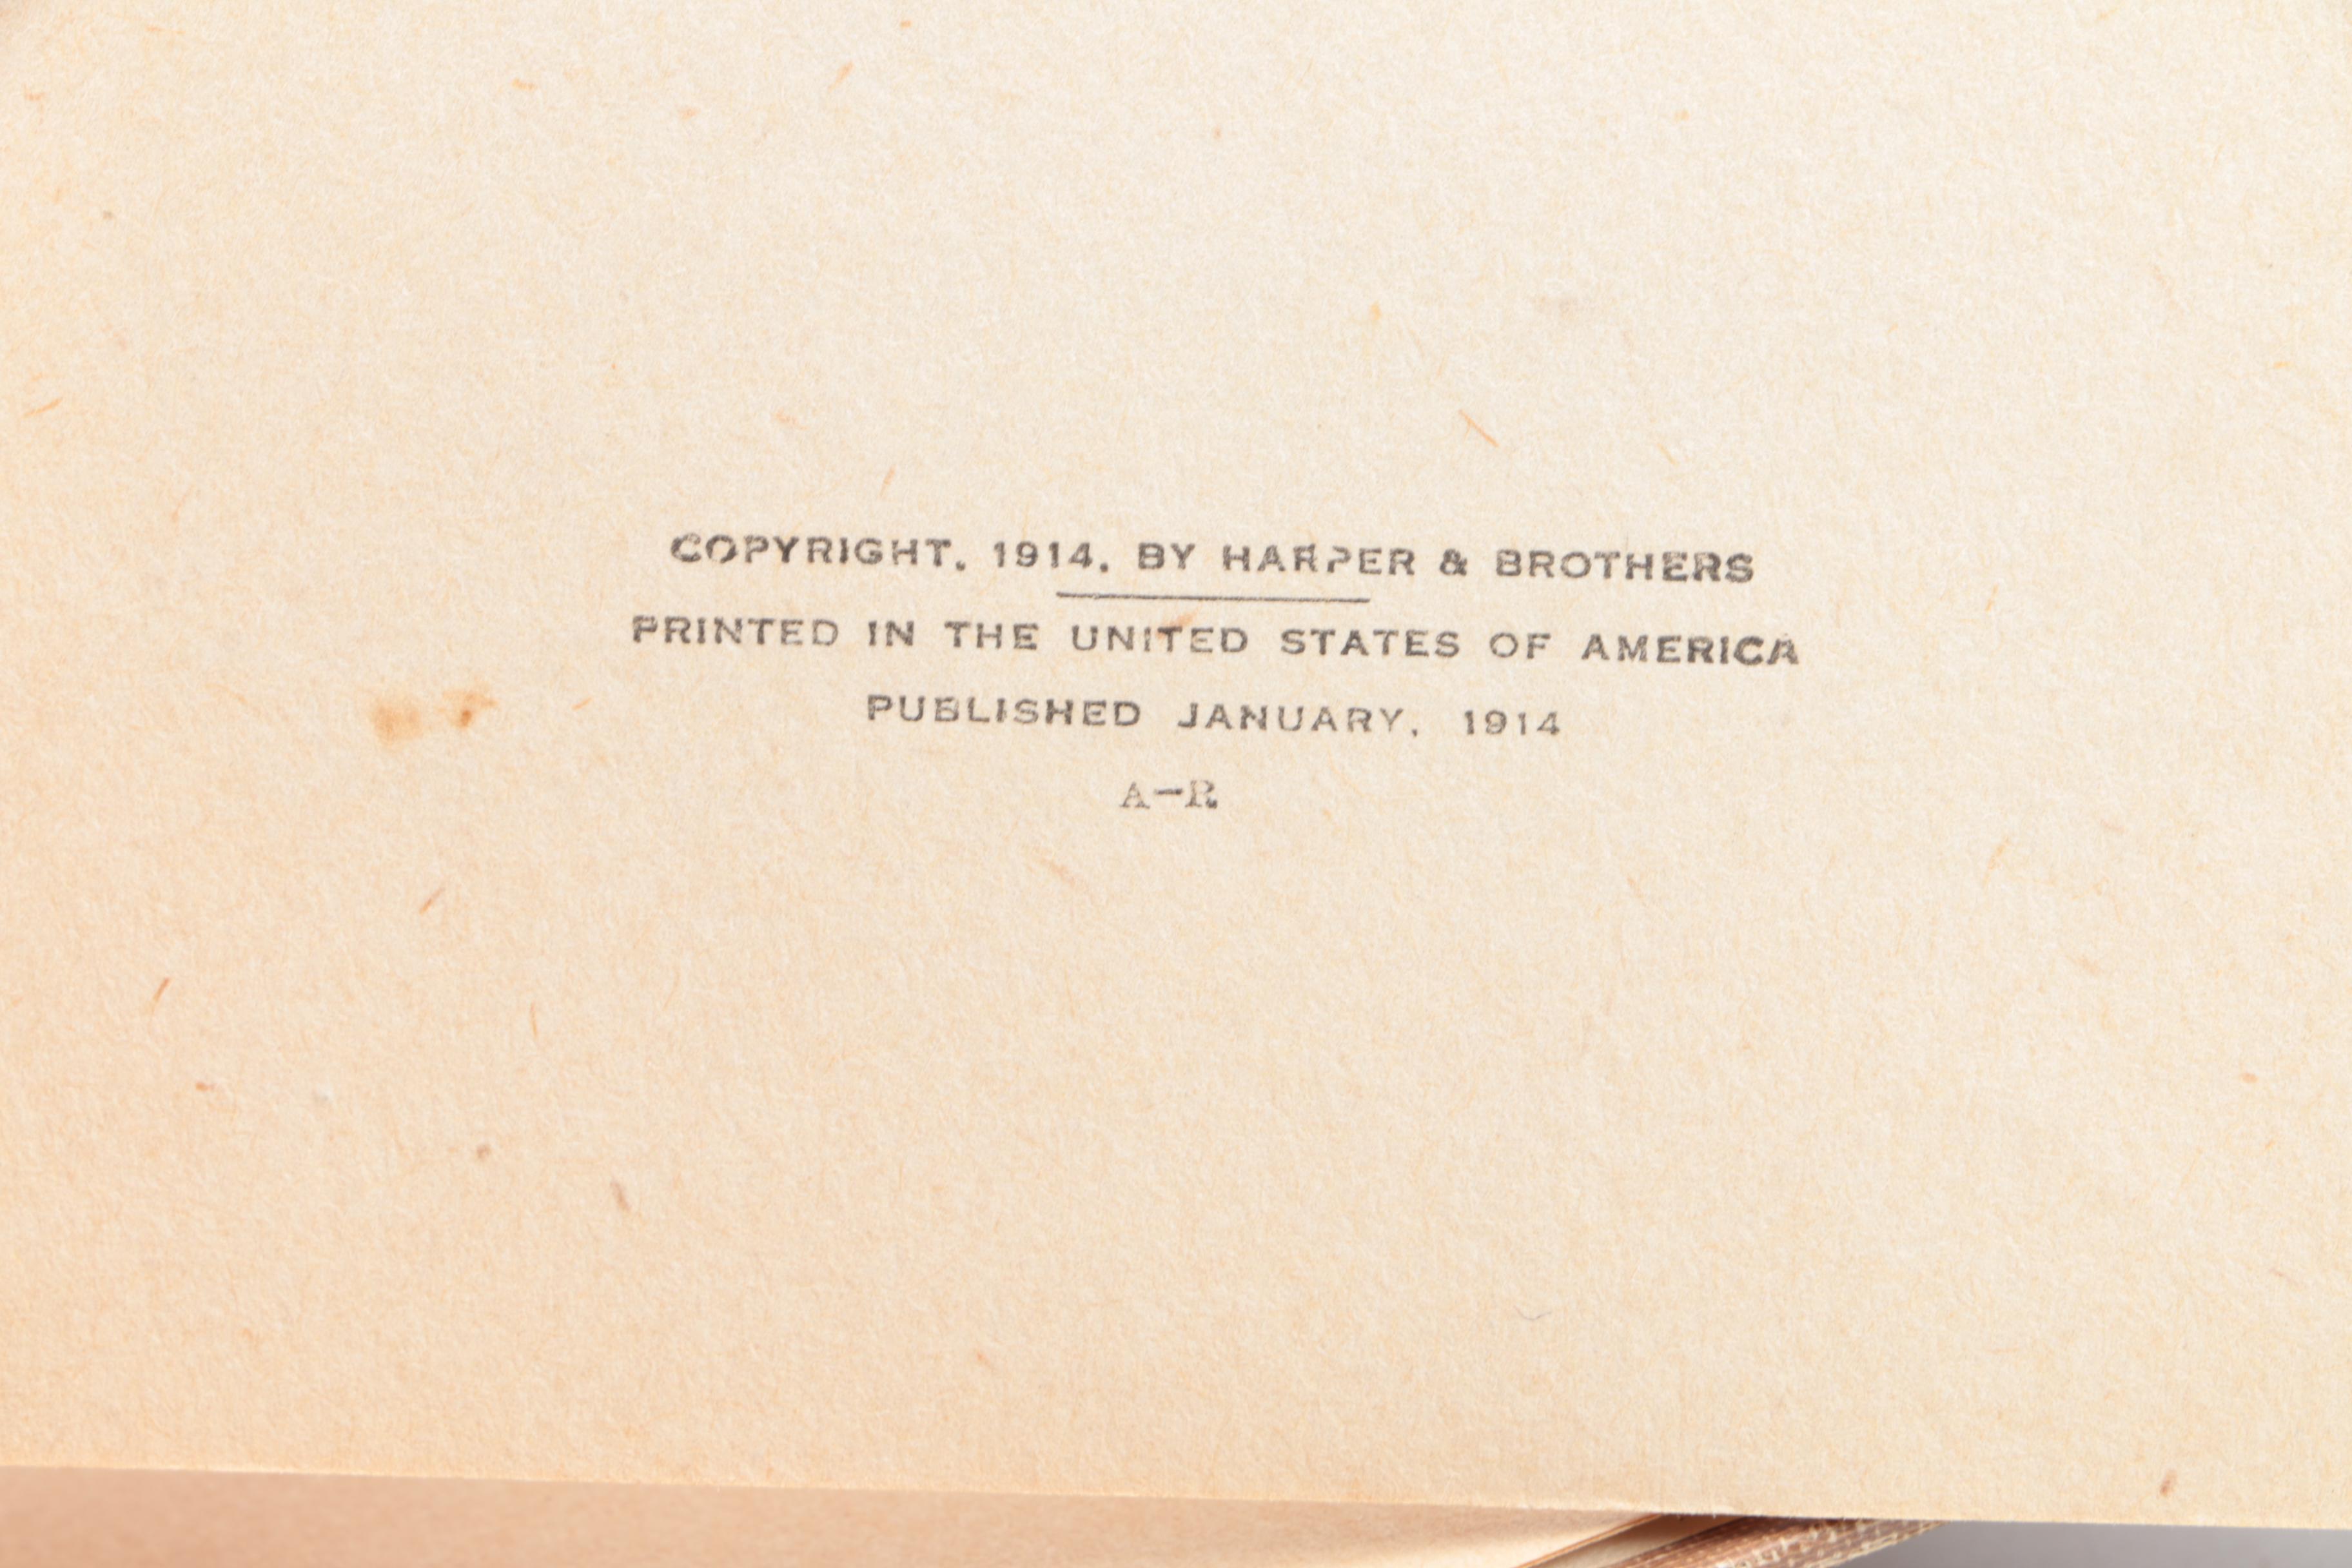 COPYRIGHT, 1914, BY HARPER & BROTHERS
PRINTED IN THE UNITED STATES OF AMERICA
PUBLISHED JANUARY, 1914
A-R